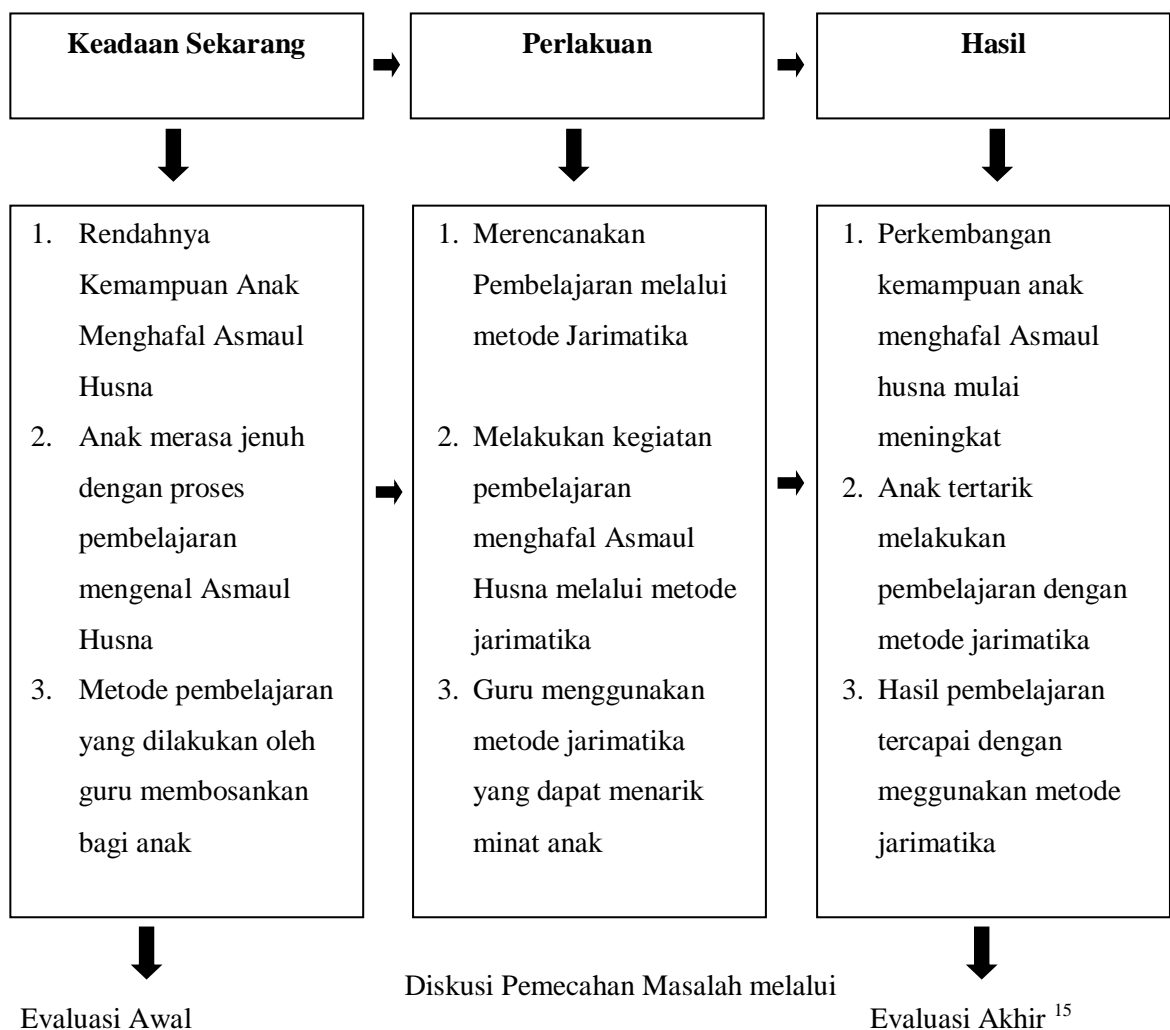 Keadaan Sekarang
Perlakuan
Hasil
1. Rendahnya
Kemampuan Anak
Menghafal Asmaul
Husna
2. Anak merasa jenuh
dengan proses
pembelajaran
mengenal Asmaul
Husna
3. Metode pembelajaran
yang dilakukan oleh
guru membosankan
bagi anak
1. Merencanakan
Pembelajaran melalui
metode Jarimatika
2. Melakukan kegiatan
pembelajaran
menghafal Asmaul
Husna melalui metode
jarimatika
3. Guru menggunakan
metode jarimatika
yang dapat menarik
minat anak
1. Perkembangan
kemampuan anak
menghafal Asmaul
husna mulai
meningkat
2. Anak tertarik
melakukan
pembelajaran dengan
metode jarimatika
3. Hasil pembelajaran
tercapai dengan
meggunakan metode
jarimatika
Evaluasi Awal
Diskusi Pemecahan Masalah melalui
Evaluasi Akhir 15